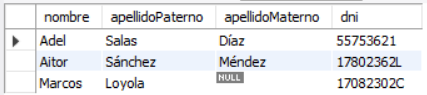 nombre apellidoPaterno apellidoMaterno dni
Adel Salas Díaz 55753621
Aitor Sánchez Méndez 17802362L
Marcos Loyola NULL 17082302C